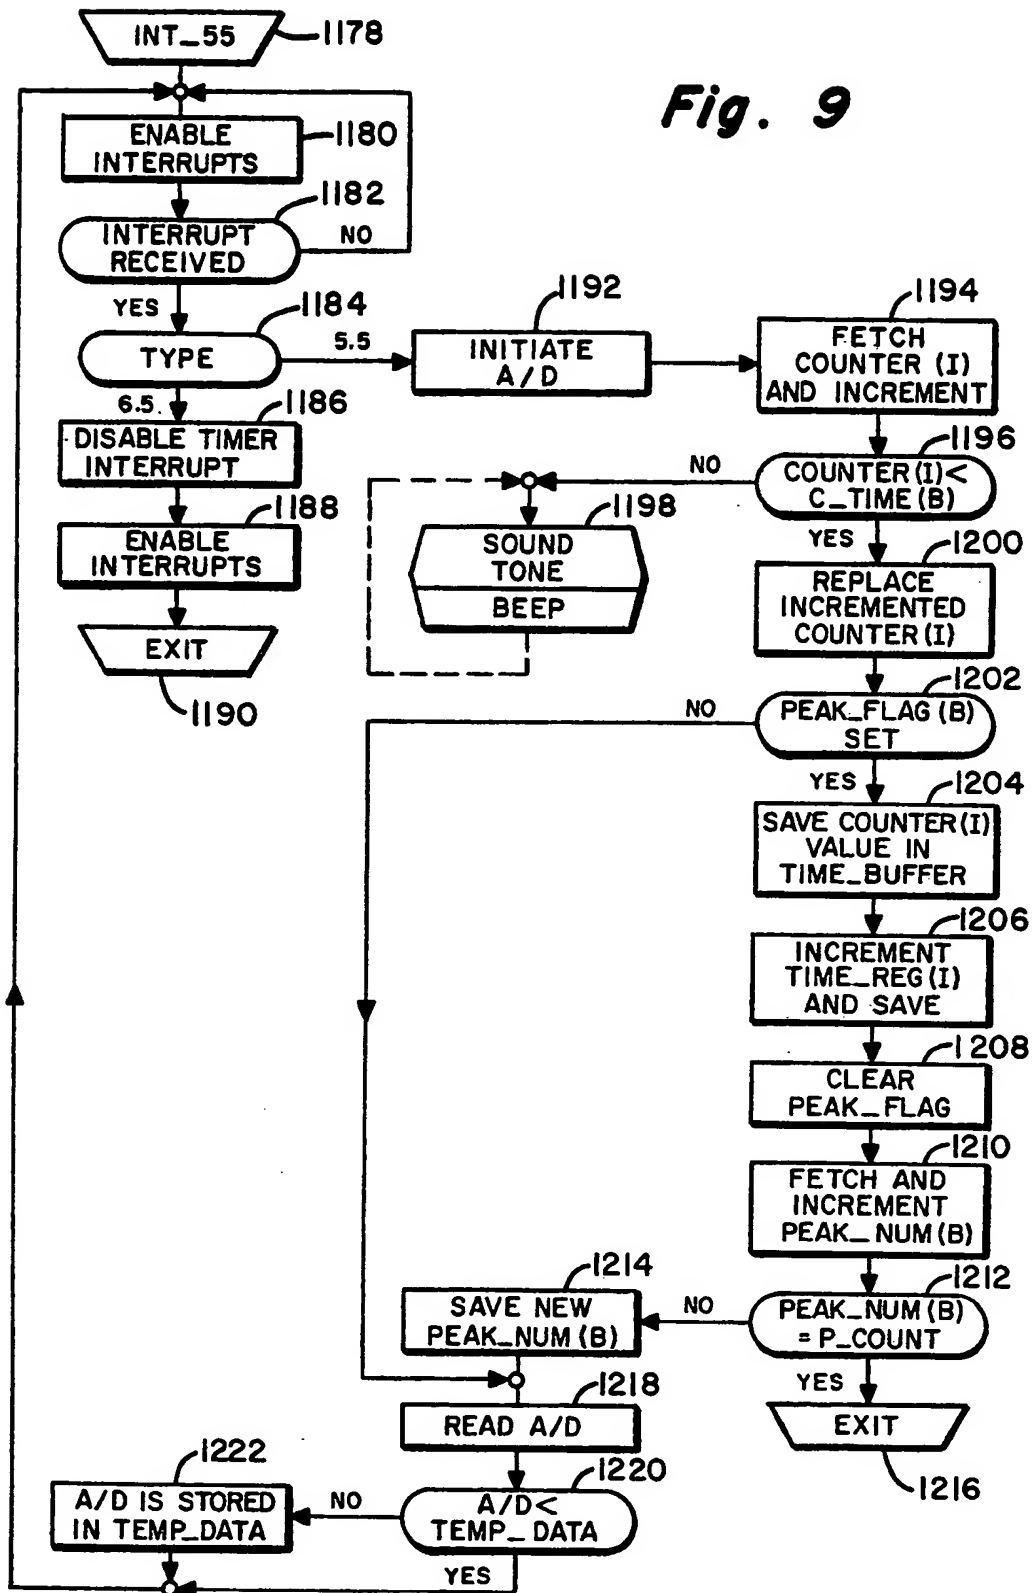 INT_55
1178
Fig. 9
ENABLE
INTERRUPTS
1180
INTERRUPT
RECEIVED
1182
NO
YES
TYPE
1184
5.5
6.5
INITIATE
A/D
1192
FETCH
COUNTER (I)
AND INCREMENT
1194
DISABLE TIMER
INTERRUPT
1186
ENABLE
INTERRUPTS
1188
EXIT
1190
COUNTER(I)<
C_TIME(B)
1196
NO
YES
SOUND
TONE
BEEP
1198
REPLACE
INCREMENTED
COUNTER(I)
1200
PEAK_FLAG(B)
SET
1202
NO
YES
SAVE COUNTER(I)
VALUE IN
TIME_BUFFER
1204
INCREMENT
TIME_REG(I)
AND SAVE
1206
CLEAR
PEAK_FLAG
1208
FETCH AND
INCREMENT
PEAK_NUM(B)
1210
PEAK_NUM(B)
= P_COUNT
1212
NO
YES
SAVE NEW
PEAK_NUM(B)
1214
EXIT
1216
READ A/D
1218
A/D<
TEMP_DATA
1220
NO
YES
A/D IS STORED
IN TEMP_DATA
1222